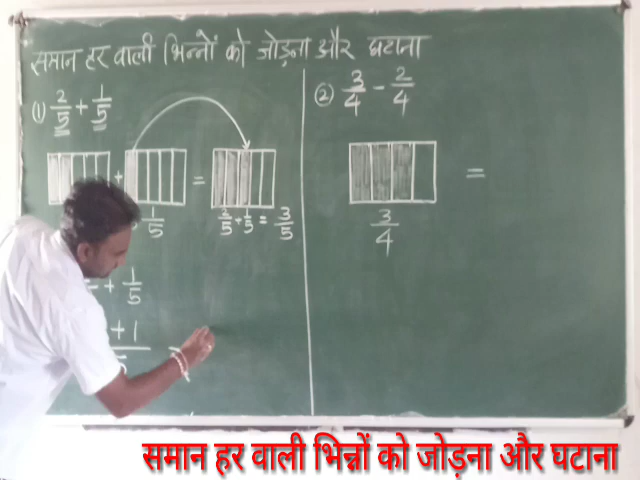 समान हर वाली भिन्नों को जोड़ना और घटाना
① 2/5 + 1/5
+ =
1/5
2/5 + 1/5 = 3/5
+ 1/5
+ 1
② 3/4 - 2/4
=
3/4
समान हर वाली भिन्नों को जोड़ना और घटाना